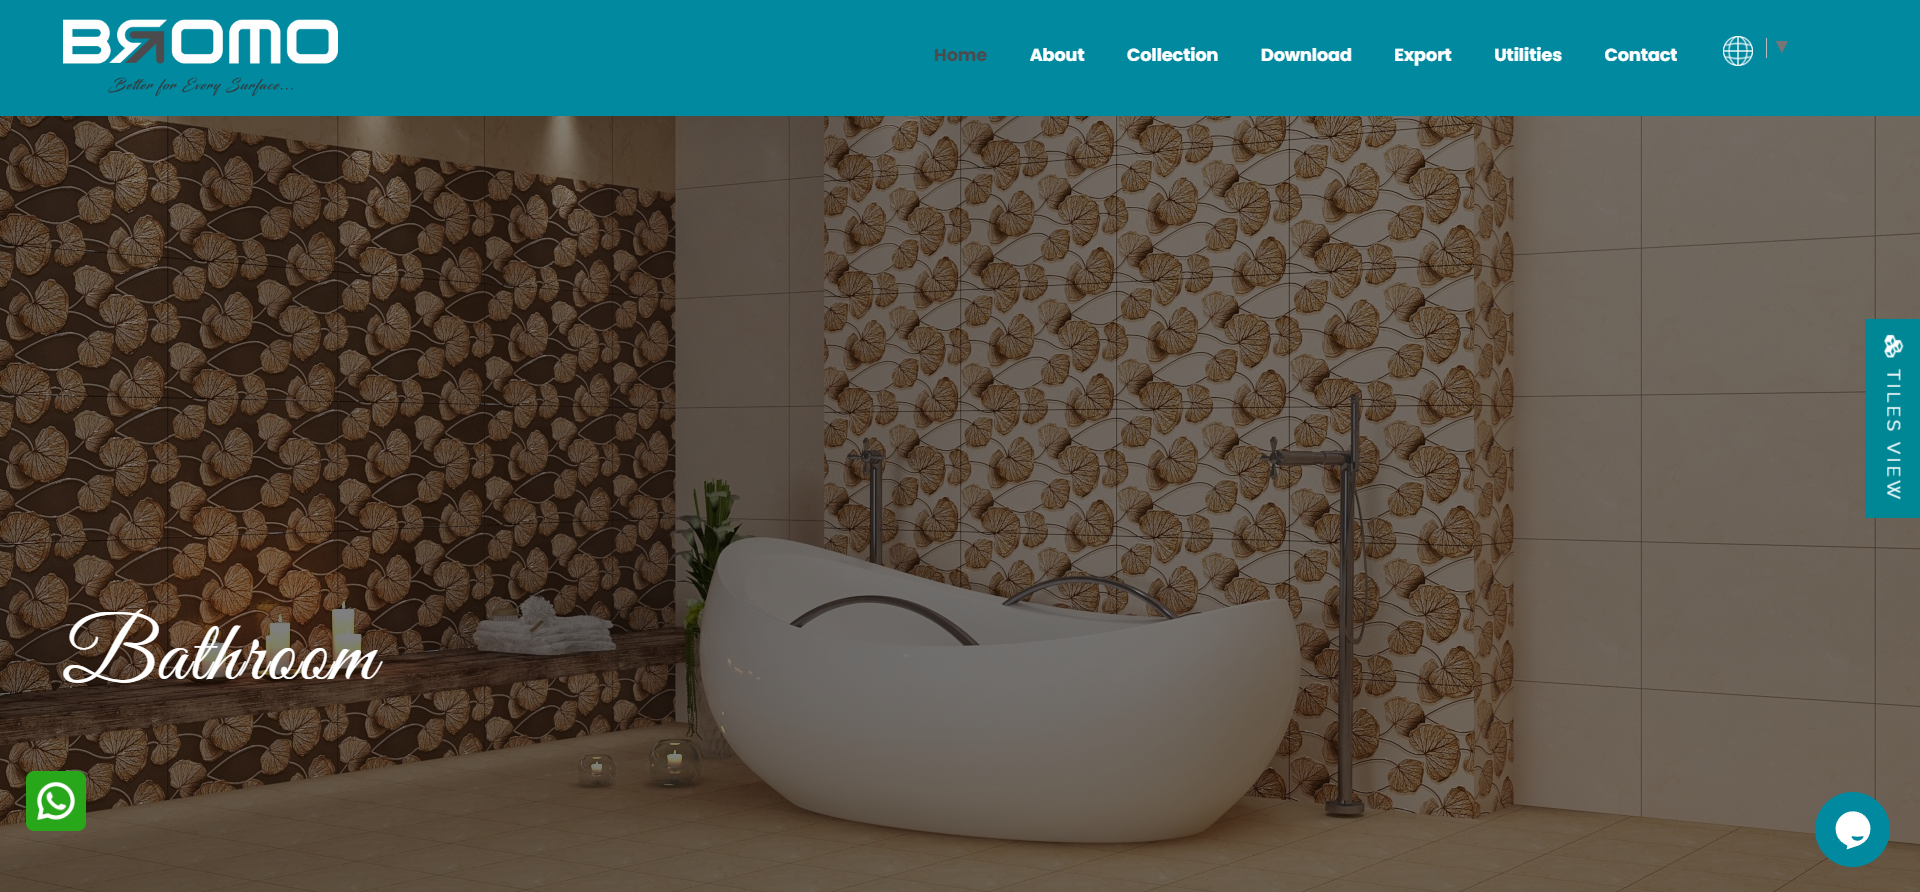 BROMO
Better for Every Surface...
Home About Collection Download Export Utilities Contact
TILES VIEW
Bathroom